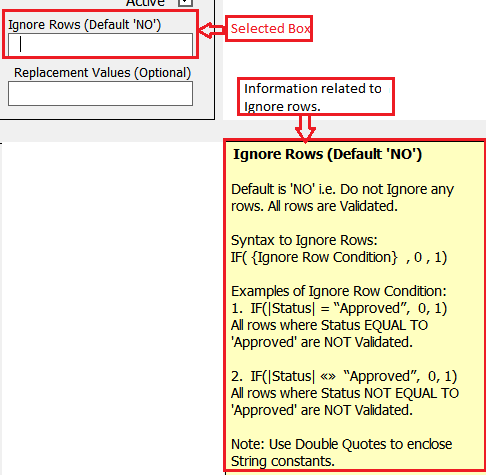 Active
Ignore Rows (Default 'NO')
Selected Box
Replacement Values (Optional)
Information related to
Ignore rows.
Ignore Rows (Default 'NO')
Default is 'NO' i.e. Do not Ignore any
rows. All rows are Validated.
Syntax to Ignore Rows:
IF( {Ignore Row Condition} , 0 , 1)
Examples of Ignore Row Condition:
1. IF(|Status| = “Approved”, 0, 1)
All rows where Status EQUAL TO
'Approved' are NOT Validated.
2. IF(|Status| «» “Approved”, 0, 1)
All rows where Status NOT EQUAL TO
'Approved' are NOT Validated.
Note: Use Double Quotes to enclose
String constants.